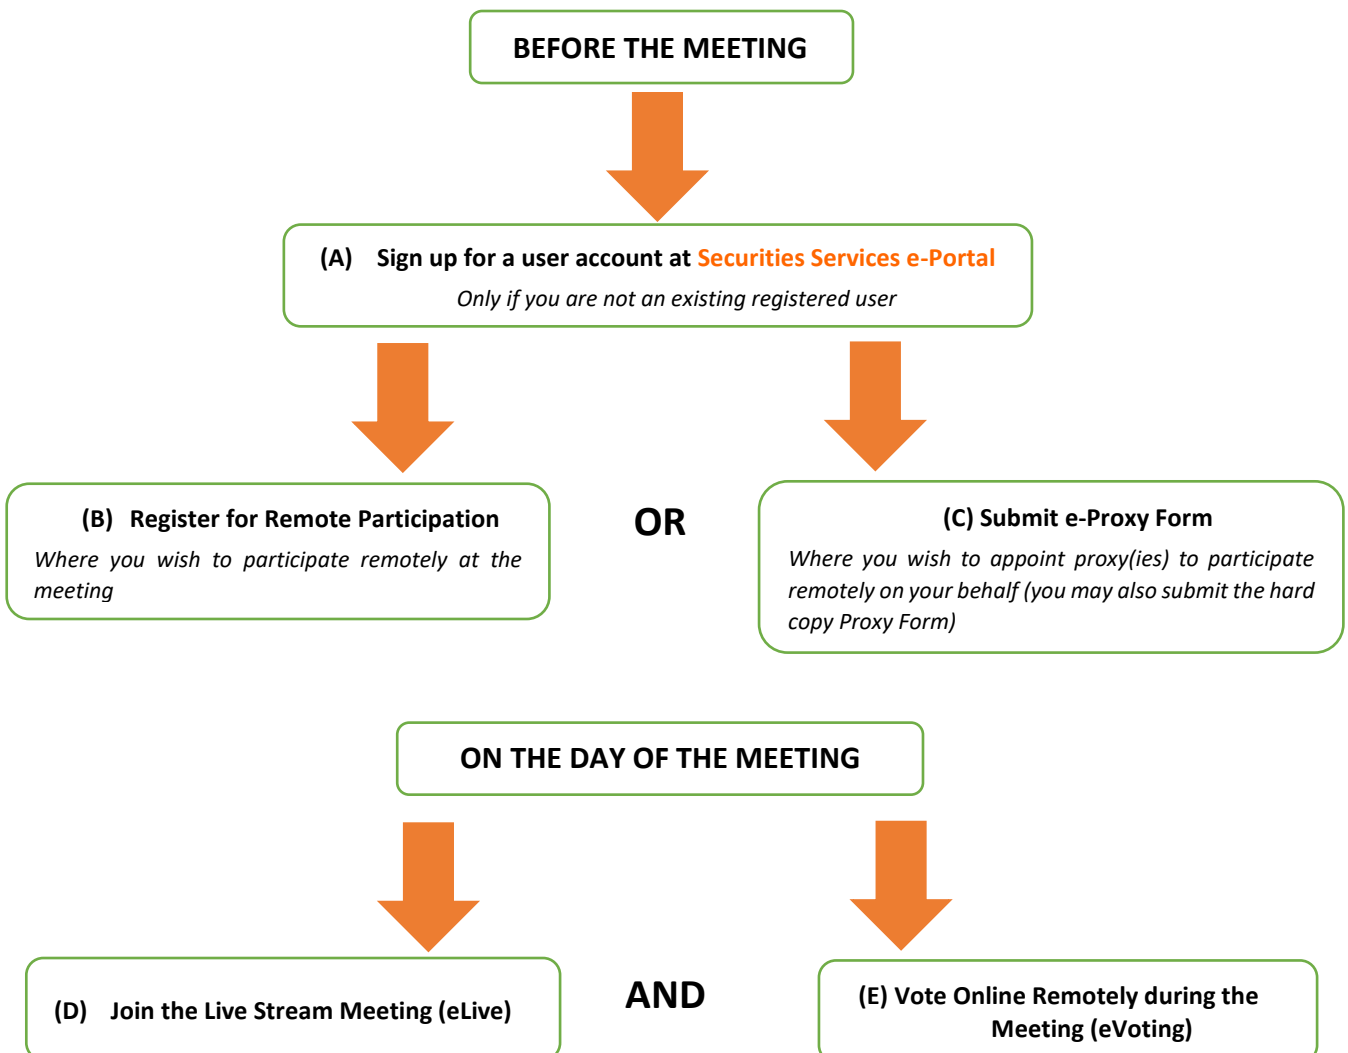 BEFORE THE MEETING
(A) Sign up for a user account at Securities Services e-Portal
Only if you are not an existing registered user
(B) Register for Remote Participation
Where you wish to participate remotely at the
meeting
OR
(C) Submit e-Proxy Form
Where you wish to appoint proxy(ies) to participate
remotely on your behalf (you may also submit the hard
copy Proxy Form)
ON THE DAY OF THE MEETING
(D) Join the Live Stream Meeting (eLive)
AND
(E) Vote Online Remotely during the
Meeting (eVoting)